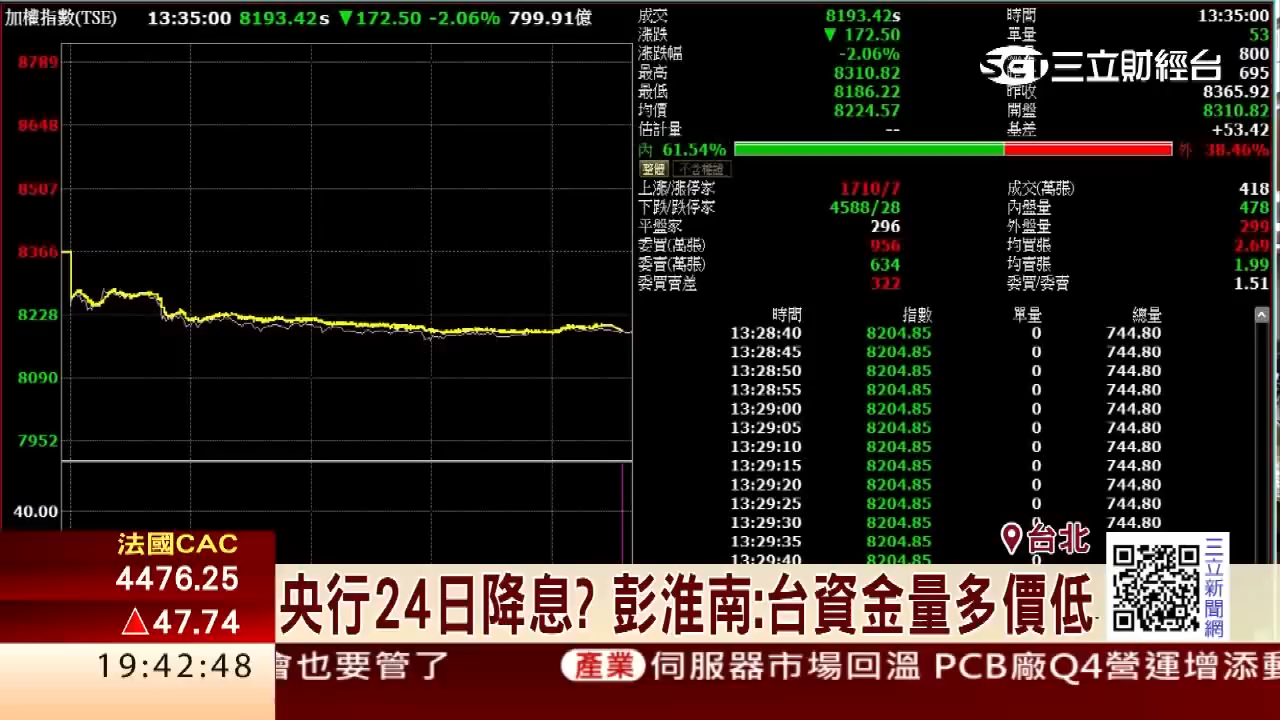 加權指數(TSE) 13:35:00 8193.42s ▼172.50 -2.06% 799.91億
8789
8648
8507
8366
8228
8090
7952
40.00
成交 8193.42s 時間 13:35:00
漲跌 ▼ 172.50 單量 53
漲跌幅 -2.06% 800
最高 8310.82 695
最低 8186.22 昨收 8365.92
均價 8224.57 開盤 8310.82
估計量 -- 基差 +53.42
內 61.54% 外 38.46%
整體 不含權證
上漲/漲停家 1710/7 成交(萬張) 418
下跌/跌停家 4588/28 內盤量 478
平盤家 296 外盤量 299
委買(萬張) 956 均買張 2.69
委賣(萬張) 634 均賣張 1.99
委買賣差 322 委買/委賣 1.51
時間 指數 單量 總量
13:28:40 8204.85 0 744.80
13:28:45 8204.85 0 744.80
13:28:50 8204.85 0 744.80
13:28:55 8204.85 0 744.80
13:29:00 8204.85 0 744.80
13:29:05 8204.85 0 744.80
13:29:10 8204.85 0 744.80
13:29:15 8204.85 0 744.80
13:29:20 8204.85 0 744.80
13:29:25 8204.85 0 744.80
13:29:30 8204.85 0 744.80
13:29:35 8204.85 0
13:29:40 8204.85 0
SET 三立財經台
台北
三立新聞網
法國CAC
4476.25
▲47.74
央行24日降息? 彭淮南:台資金量多價低
19:42:48
會也要管了 產業 伺服器市場回溫 PCB廠Q4營運增添動